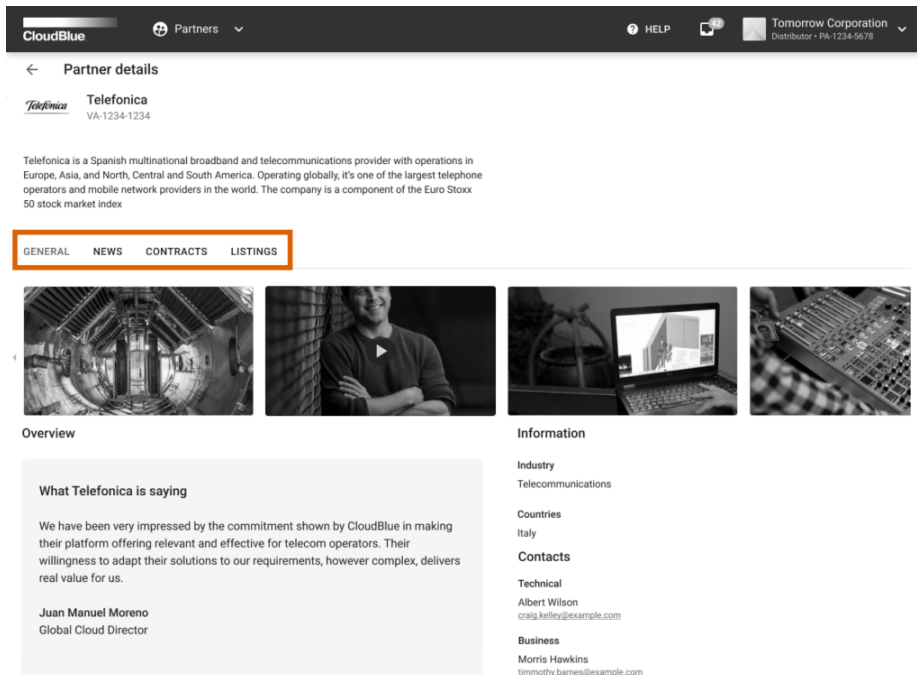 CloudBlue
Partners
HELP
42
Tomorrow Corporation
Distributor • PA-1234-5678
Partner details
Telefonica
Telefonica
VA-1234-1234
Telefonica is a Spanish multinational broadband and telecommunications provider with operations in
Europe, Asia, and North, Central and South America. Operating globally, it's one of the largest telephone
operators and mobile network providers in the world. The company is a component of the Euro Stoxx
50 stock market index
GENERAL NEWS CONTRACTS LISTINGS
Overview
What Telefonica is saying
We have been very impressed by the commitment shown by CloudBlue in making
their platform offering relevant and effective for telecom operators. Their
willingness to adapt their solutions to our requirements, however complex, delivers
real value for us.
Juan Manuel Moreno
Global Cloud Director
Information
Industry
Telecommunications
Countries
Italy
Contacts
Technical
Albert Wilson
craig.kelley@example.com
Business
Morris Hawkins
timmothy.barnes@example.com